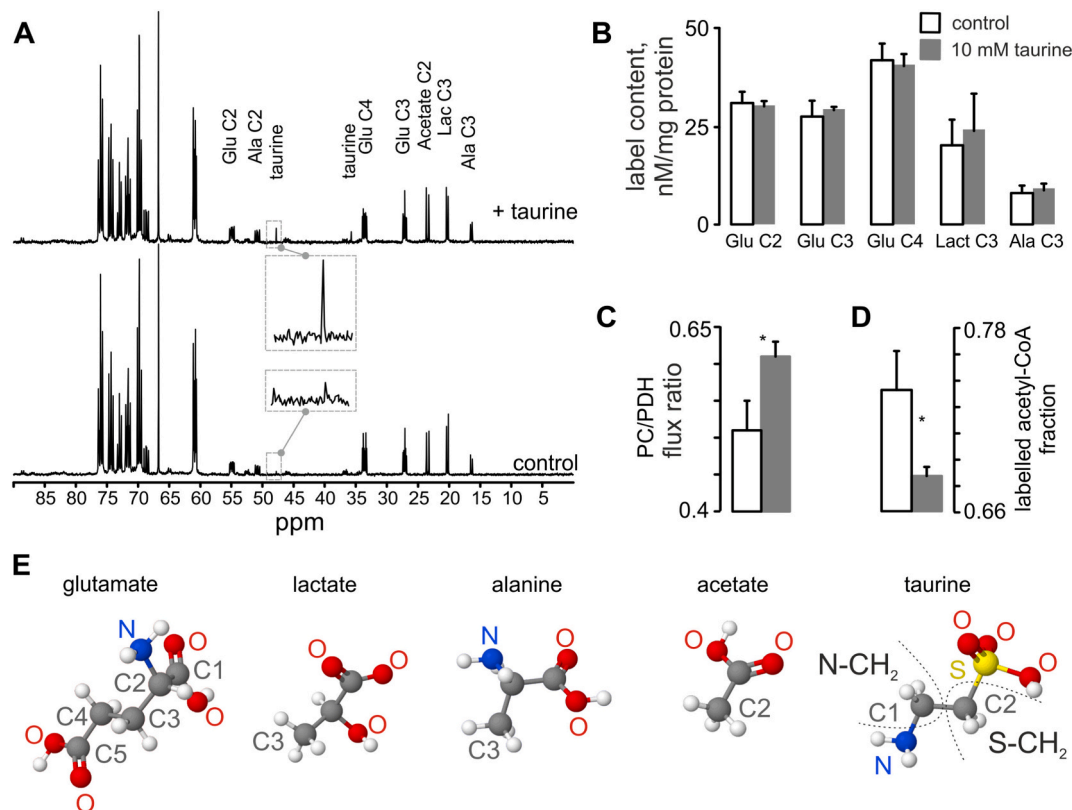 A
Glu C2
Ala C2
taurine
taurine
Glu C4
Glu C3
Acetate C2
Lac C3
Ala C3
+ taurine
control
85 80 75 70 65 60 55 50 45 40 35 30 25 20 15 10 5 0
ppm
B
control
10 mM taurine
label content,
nM/mg protein
50
25
0
Glu C2 Glu C3 Glu C4 Lact C3 Ala C3
C
PC/PDH
flux ratio
0.65
0.4
*
D
0.78
0.66
*
labelled acetyl-CoA
fraction
E
glutamate
N
O
C1
C2
O
C4
C3
O
C5
O
lactate
O
O
C3
O
alanine
N
O
O
C3
acetate
O
O
C2
taurine
O
O
N-CH2
S
O
C1
C2
S-CH2
N